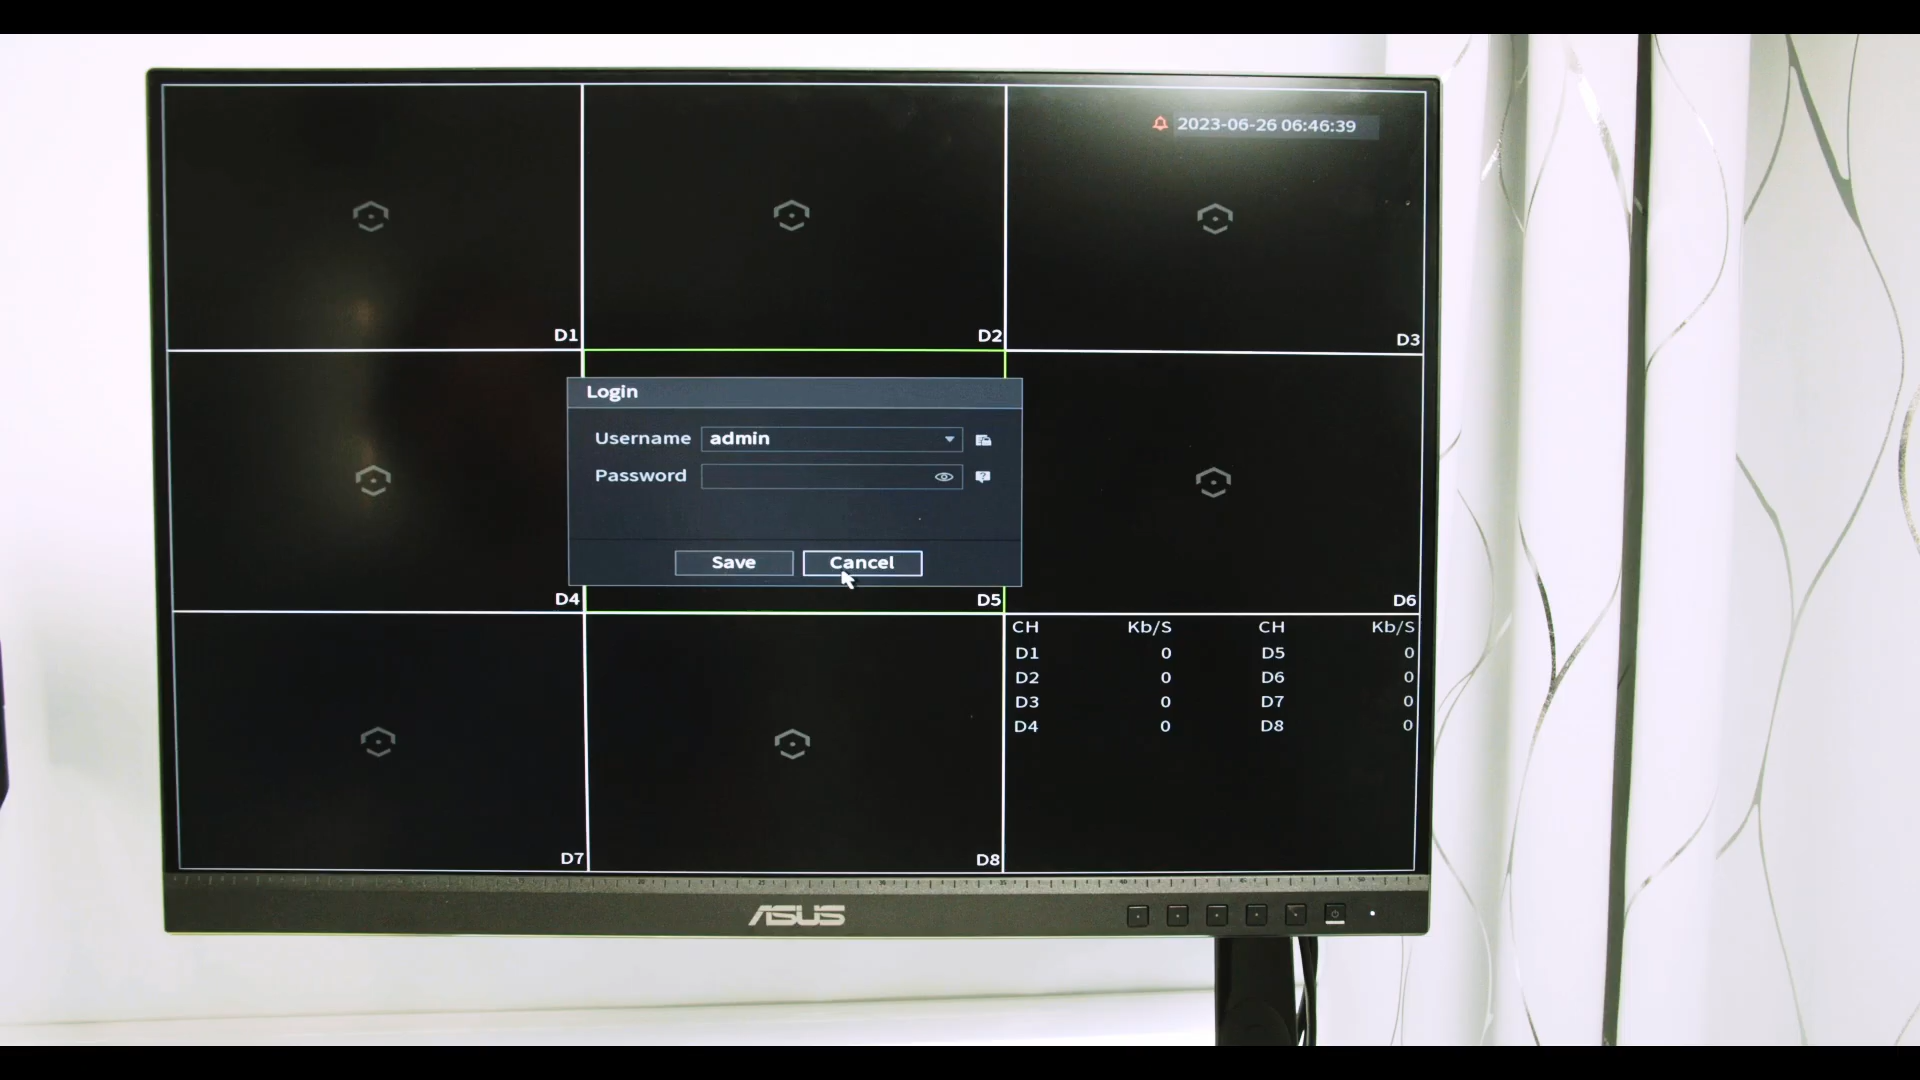 2023-06-26 06:46:39
D1
D2
D3
Login
Username admin
Password
Save Cancel
D4
D5
D6
CH Kb/S CH Kb/S
D1 0 D5 0
D2 0 D6 0
D3 0 D7 0
D4 0 D8 0
D7
D8
ASUS